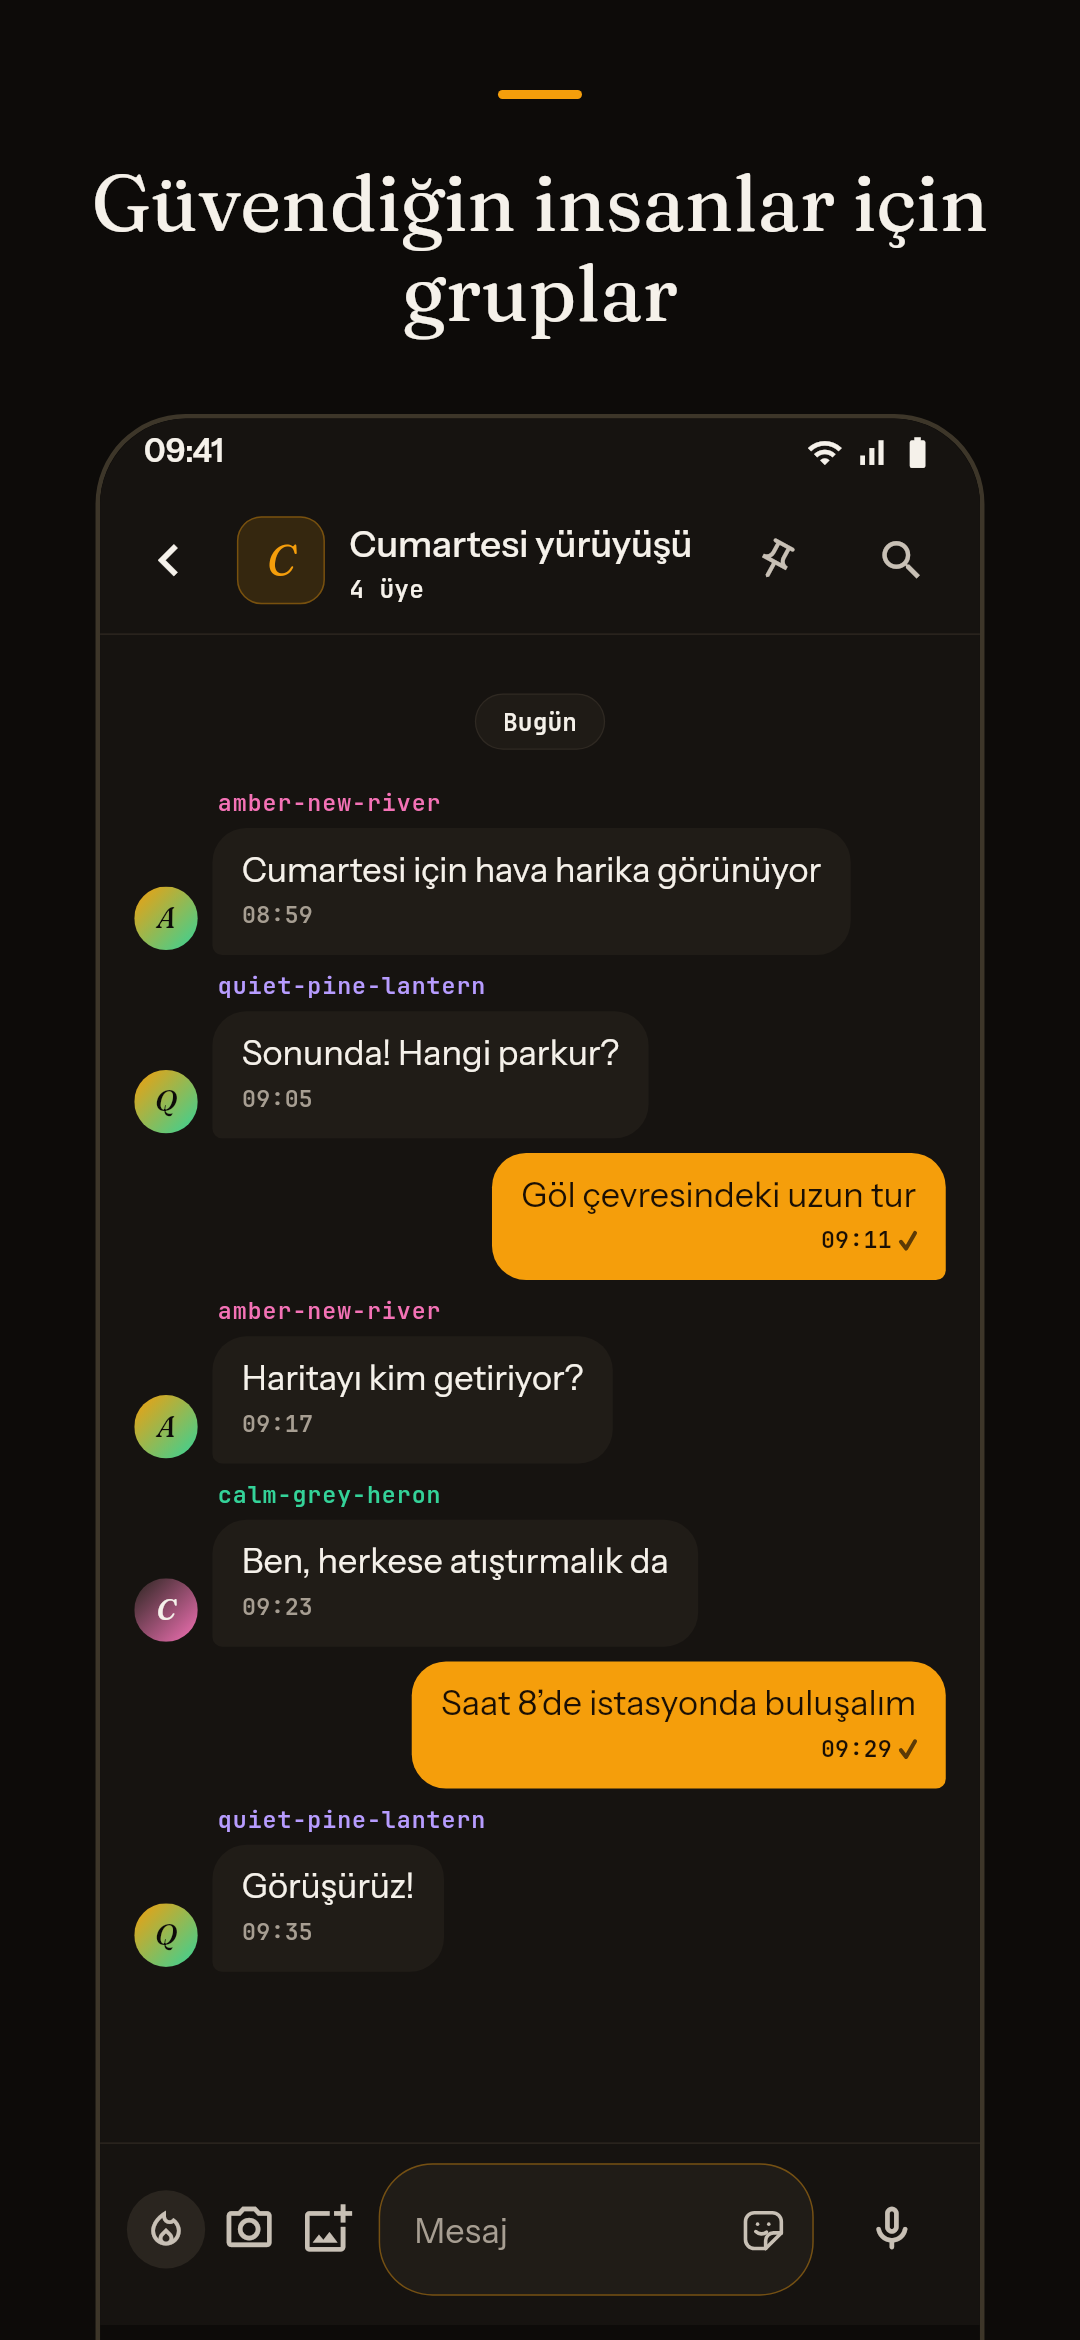 Güvendiğin insanlar için
gruplar
09:41
C
Cumartesi yürüyüşü
4 üye
Bugün
amber-new-river
Cumartesi için hava harika görünüyor
08:59
A
quiet-pine-lantern
Sonunda! Hangi parkur?
09:05
Q
Göl çevresindeki uzun tur
09:11
amber-new-river
Haritayı kim getiriyor?
09:17
A
calm-grey-heron
Ben, herkese atıştırmalık da
09:23
C
Saat 8’de istasyonda buluşalım
09:29
quiet-pine-lantern
Görüşürüz!
09:35
Q
Mesaj